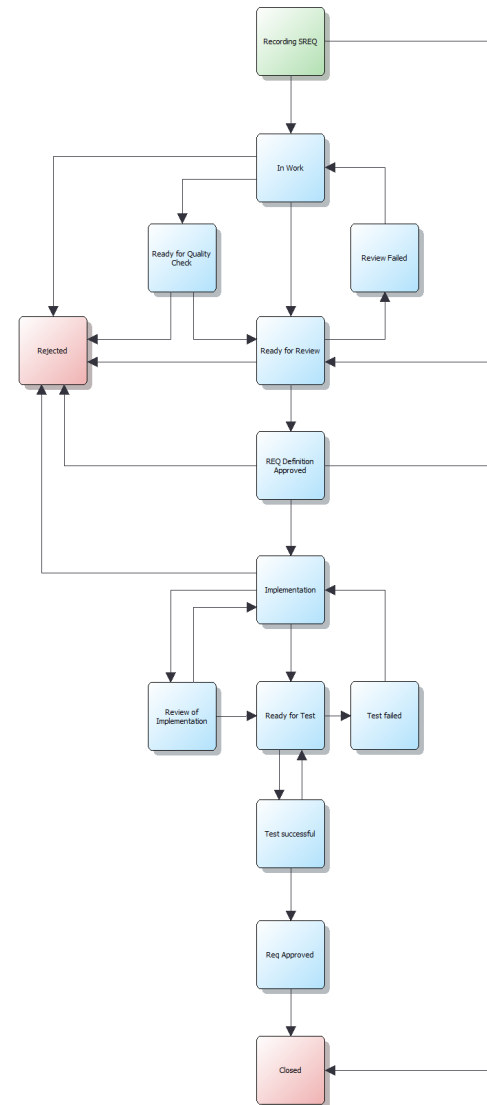 Recording SREQ
In Work
Ready for Quality
Check
Review Failed
Rejected
Ready for Review
REQ Definition
Approved
Implementation
Review of
Implementation
Ready for Test
Test failed
Test successful
Req Approved
Closed